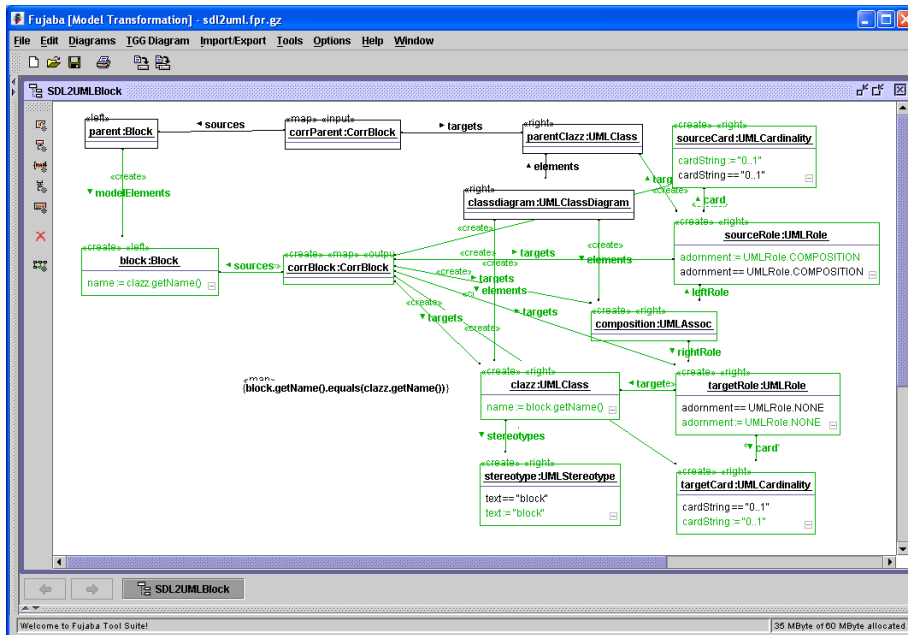 Fujaba [Model Transformation] - sdl2uml.fpr.gz
File Edit Diagrams TGG Diagram Import/Export Tools Options Help Window
SDL2UMLBlock
«left»
parent:Block
◄ sources
«map» «input»
corrParent:CorrBlock
► targets
«right»
parentClazz:UMLClass
«create» «right»
sourceCard:UMLCardinality
cardString := "0..1"
cardString == "0..1"
▲ elements
«create»
▼ modelElements
«right»
classdiagram:UMLClassDiagram
«create»
▲ card
«create» «right»
sourceRole:UMLRole
adornment := UMLRole.COMPOSITION
adornment== UMLRole.COMPOSITION
«create»
«create»
«create» «left»
block:Block
name := clazz.getName()
◄ sources
«create» «map»
corrBlock:CorrBlock
► targets
▼ elements
«create»
► targets
▼ elements
▲ leftRole
«create»
▼ targets
► targets
«create» «right»
composition:UMLAssoc
«create»
▼ rightRole
«map»
{block.getName().equals(clazz.getName())}
«create» «right»
clazz:UMLClass
name := block.getName()
«create» «right»
targetRole:UMLRole
adornment== UMLRole.NONE
adornment:= UMLRole.NONE
▼ stereotypes
▼ card
«create» «right»
stereotype:UMLStereotype
text=="block"
text := "block"
«create» «right»
targetCard:UMLCardinality
cardString == "0..1"
cardString := "0..1"
SDL2UMLBlock
Welcome to Fujaba Tool Suite!
35 MByte of 60 MByte allocated